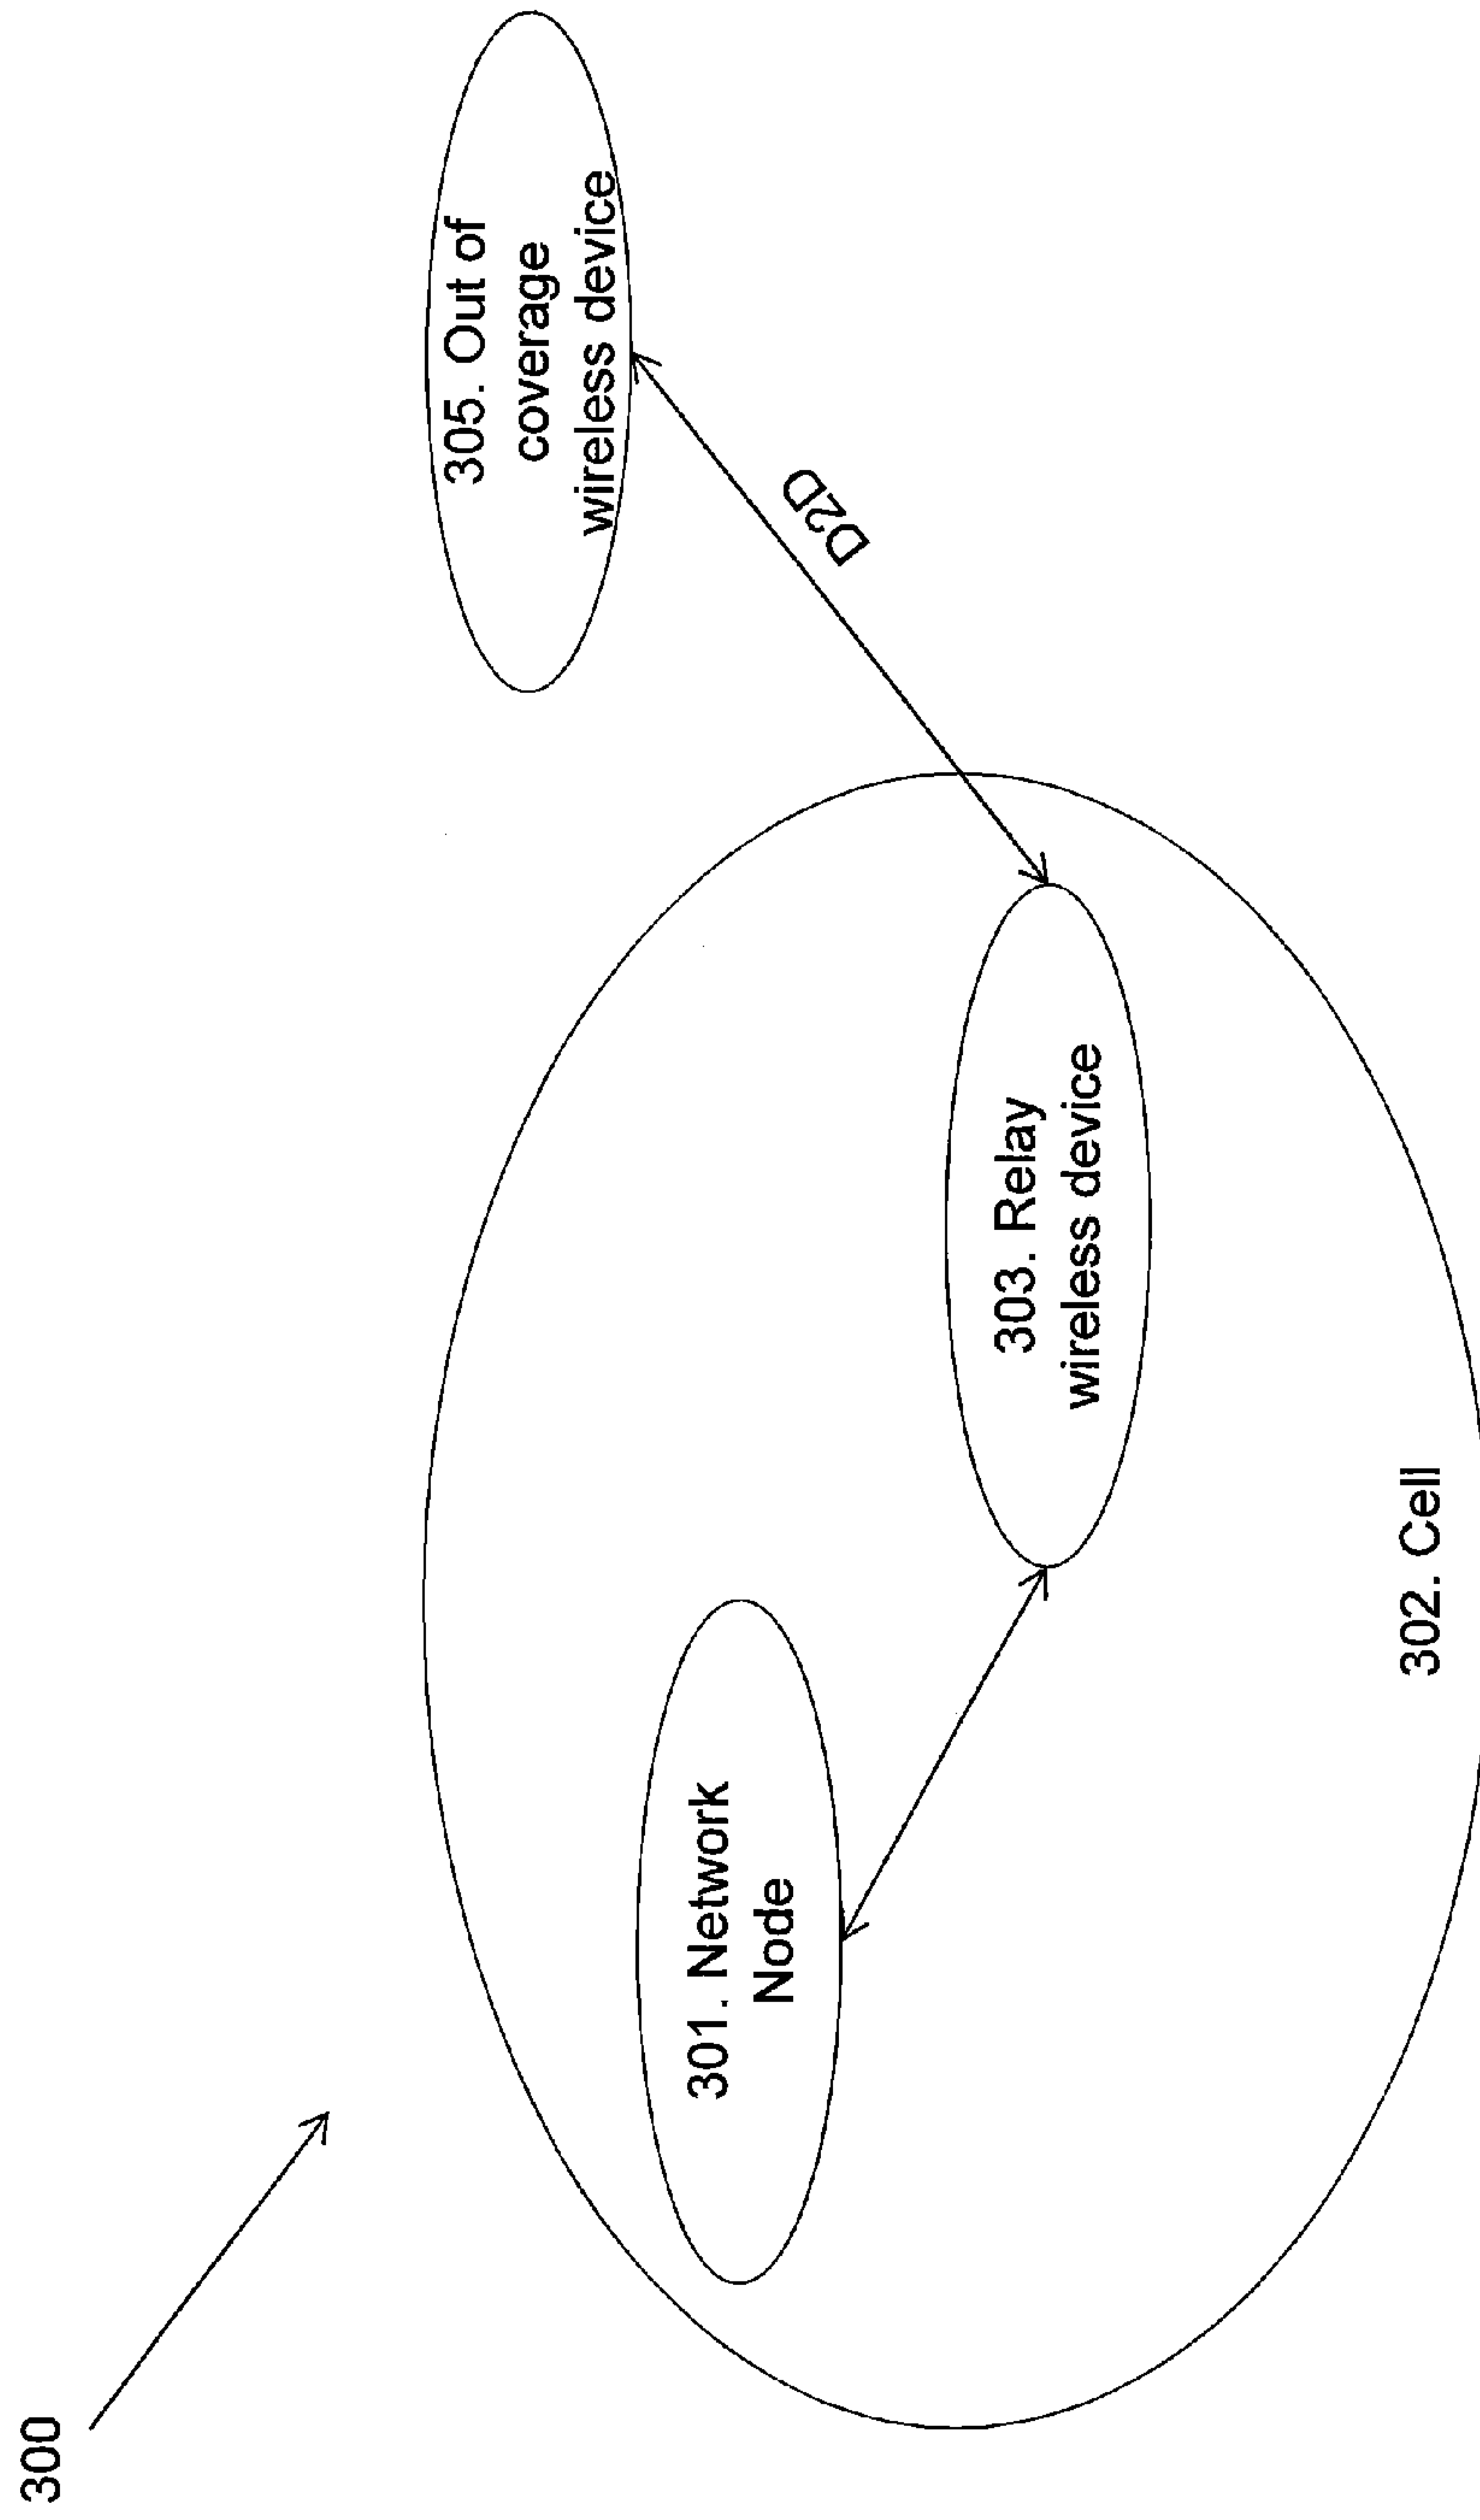 300
301. Network
Node
303. Relay
wireless device
302. Cell
305. Out of
coverage
wireless device
D2D